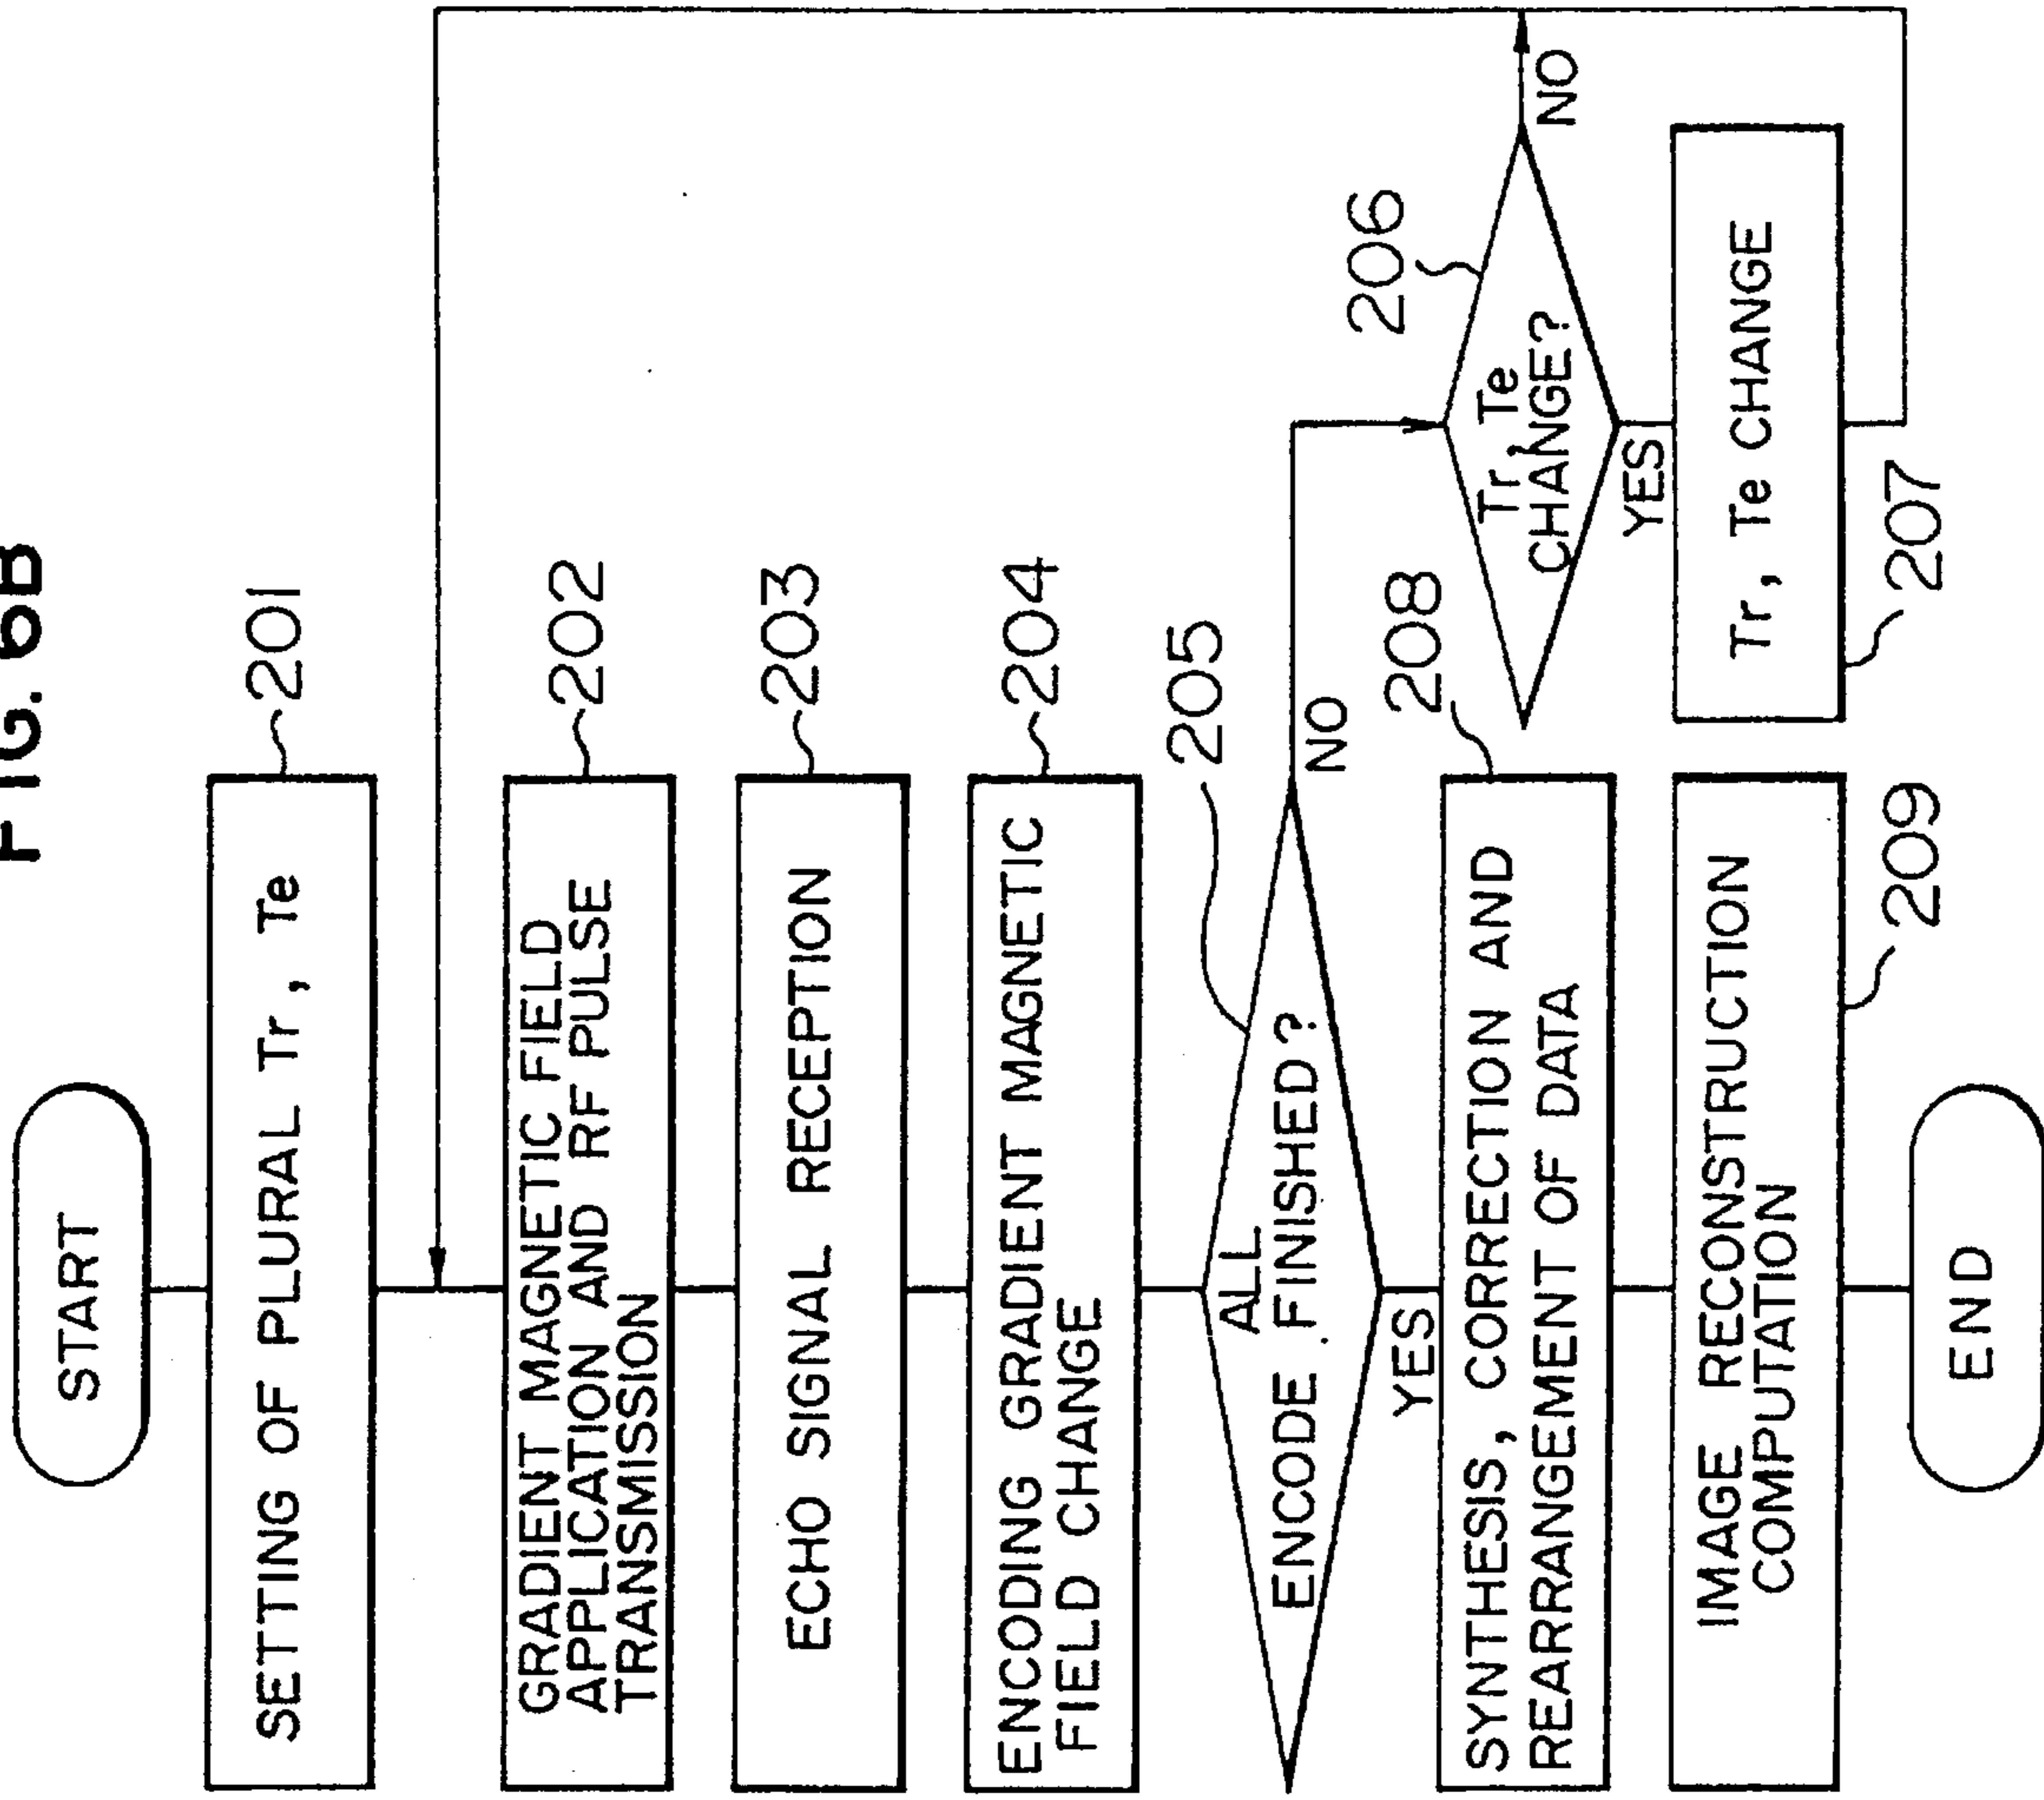 FIG.
START
SETTING OF PLURAL Tr, Te
201
GRADIENT MAGNETIC FIELD
APPLICATION AND RF PULSE
TRANSMISSION
202
ECHO SIGNAL RECEPTION
203
ENCODING GRADIENT MAGNETIC
FIELD CHANGE
204
ALL
ENCODE FINISHED?
205
NO
YES
Tr, Te
CHANGE?
206
NO
YES
Tr, Te CHANGE
207
SYNTHESIS, CORRECTION AND
REARRANGEMENT OF DATA
208
IMAGE RECONSTRUCTION
COMPUTATION
209
END